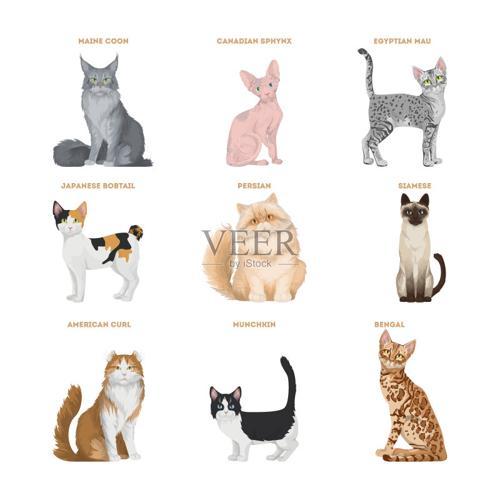 MAINE COON
CANADIAN SPHYNX
EGYPTIAN MAU
JAPANESE BOBTAIL
PERSIAN
SIAMESE
VEER
by iStock
AMERICAN CURL
MUNCHKIN
BENGAL